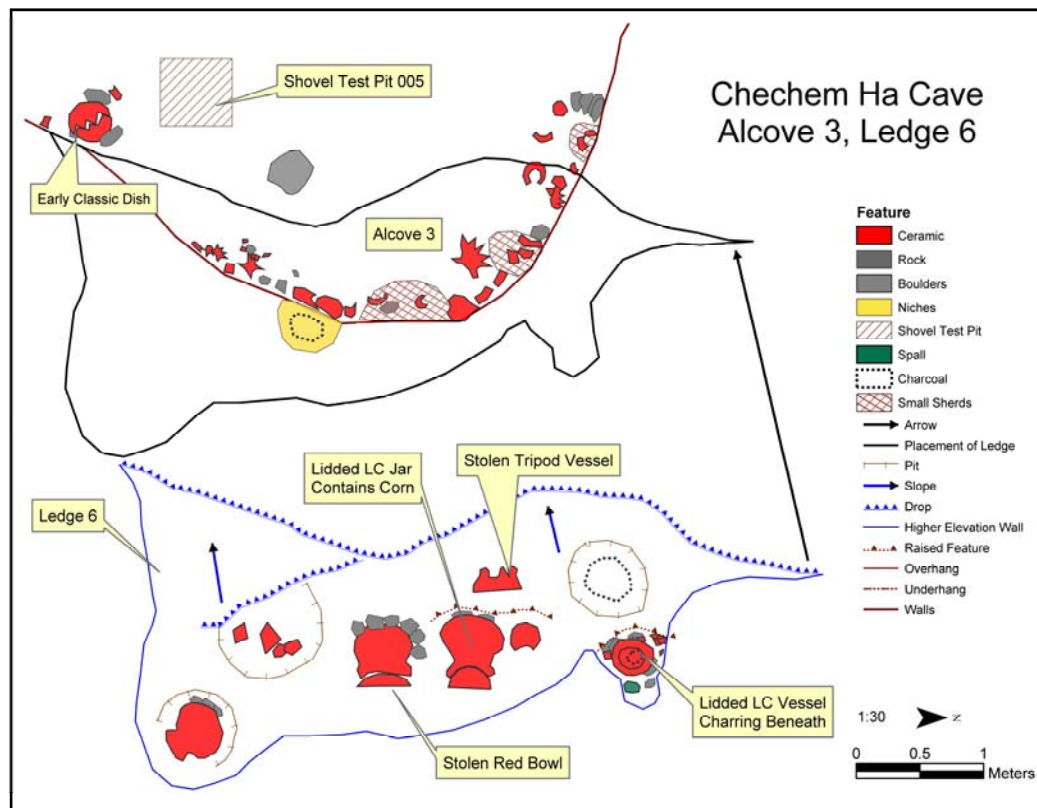 Chechem Ha Cave
Alcove 3, Ledge 6
Shovel Test Pit 005
Early Classic Dish
Alcove 3
Feature
Ceramic
Rock
Boulders
Niches
Shovel Test Pit
Spall
Charcoal
Small Sherds
Arrow
Placement of Ledge
Pit
Slope
Drop
Higher Elevation Wall
Raised Feature
Overhang
Underhang
Walls
Lidded LC Jar
Contains Corn
Stolen Tripod Vessel
Ledge 6
Lidded LC Vessel
Charring Beneath
Stolen Red Bowl
1:30
N
0 0.5 1
Meters